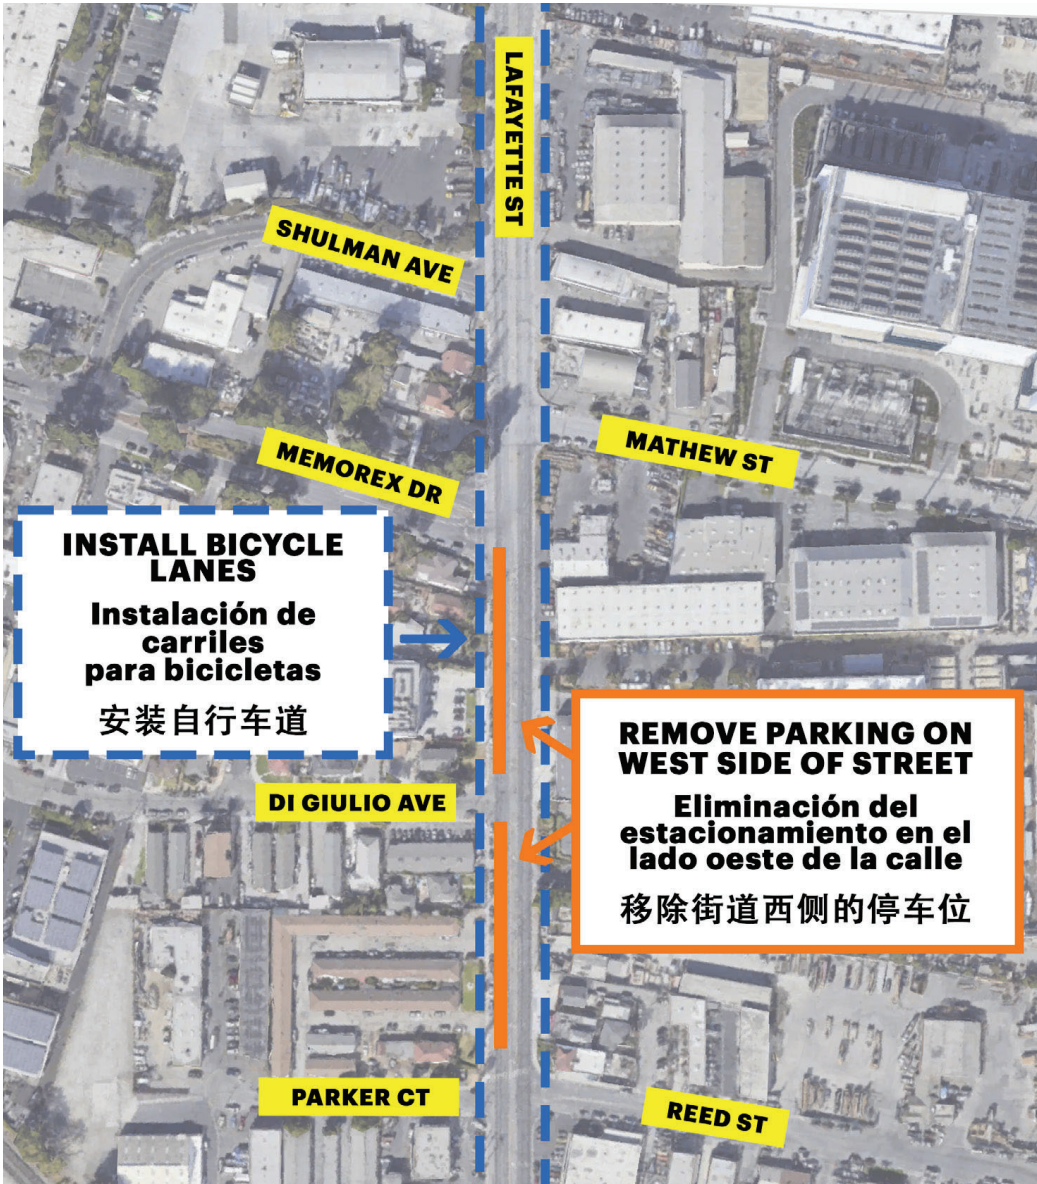 LAFAYETTE ST
SHULMAN AVE
MEMOREX DR
MATHEW ST
INSTALL BICYCLE
LANES
Instalación de
carriles
para bicicletas
安装自行车道
REMOVE PARKING ON
WEST SIDE OF STREET
Eliminación del
estacionamiento en el
lado oeste de la calle
移除街道西侧的停车位
DI GIULIO AVE
PARKER CT
REED ST